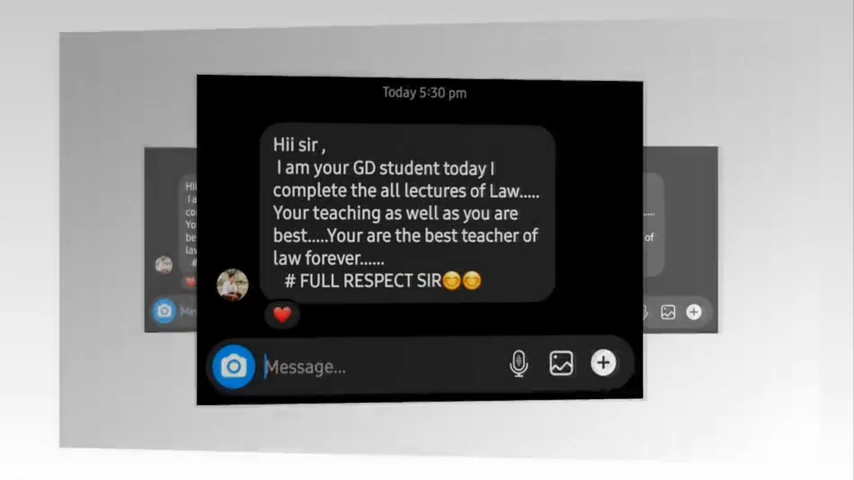 Today 5:30 pm
Hii sir ,
I am your GD student today I
complete the all lectures of Law.....
Your teaching as well as you are
best.....Your are the best teacher of
law forever......
# FULL RESPECT SIR😊😊
❤️
Message...